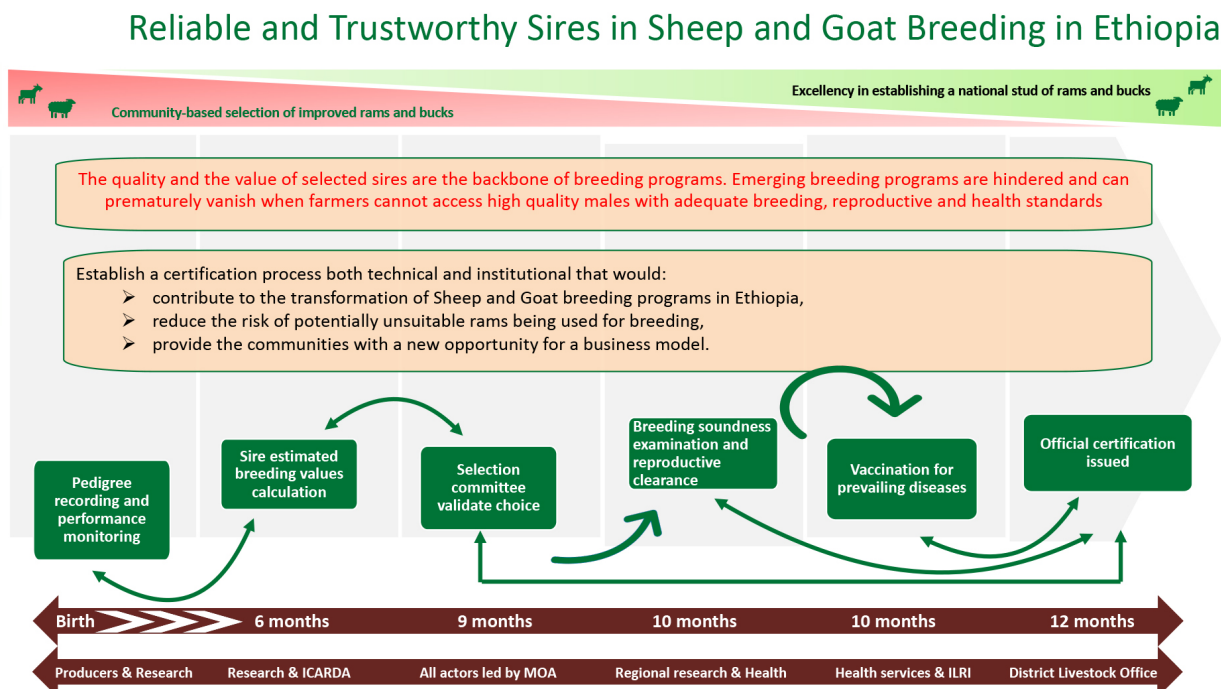 Reliable and Trustworthy Sires in Sheep and Goat Breeding in Ethiopia
Excellency in establishing a national stud of rams and bucks
Community-based selection of improved rams and bucks
The quality and the value of selected sires are the backbone of breeding programs. Emerging breeding programs are hindered and can
prematurely vanish when farmers cannot access high quality males with adequate breeding, reproductive and health standards
Establish a certification process both technical and institutional that would:
➢ contribute to the transformation of Sheep and Goat breeding programs in Ethiopia,
➢ reduce the risk of potentially unsuitable rams being used for breeding,
➢ provide the communities with a new opportunity for a business model.
Pedigree
recording and
performance
monitoring
Sire estimated
breeding values
calculation
Selection
committee
validate choice
Breeding soundness
examination and
reproductive
clearance
Vaccination for
prevailing diseases
Official certification
issued
Birth
6 months
9 months
10 months
10 months
12 months
Producers & Research
Research & ICARDA
All actors led by MOA
Regional research & Health
Health services & ILRI
District Livestock Office